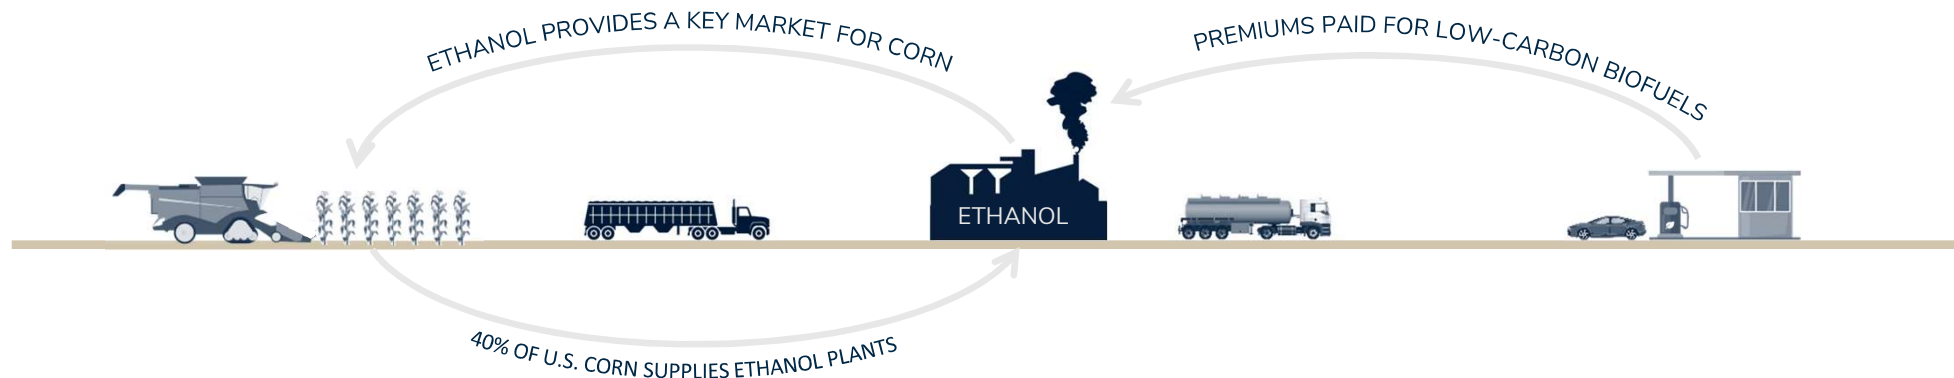 ETHANOL PROVIDES A KEY MARKET FOR CORN
PREMIUMS PAID FOR LOW-CARBON BIOFUELS
ETHANOL
40% OF U.S. CORN SUPPLIES ETHANOL PLANTS